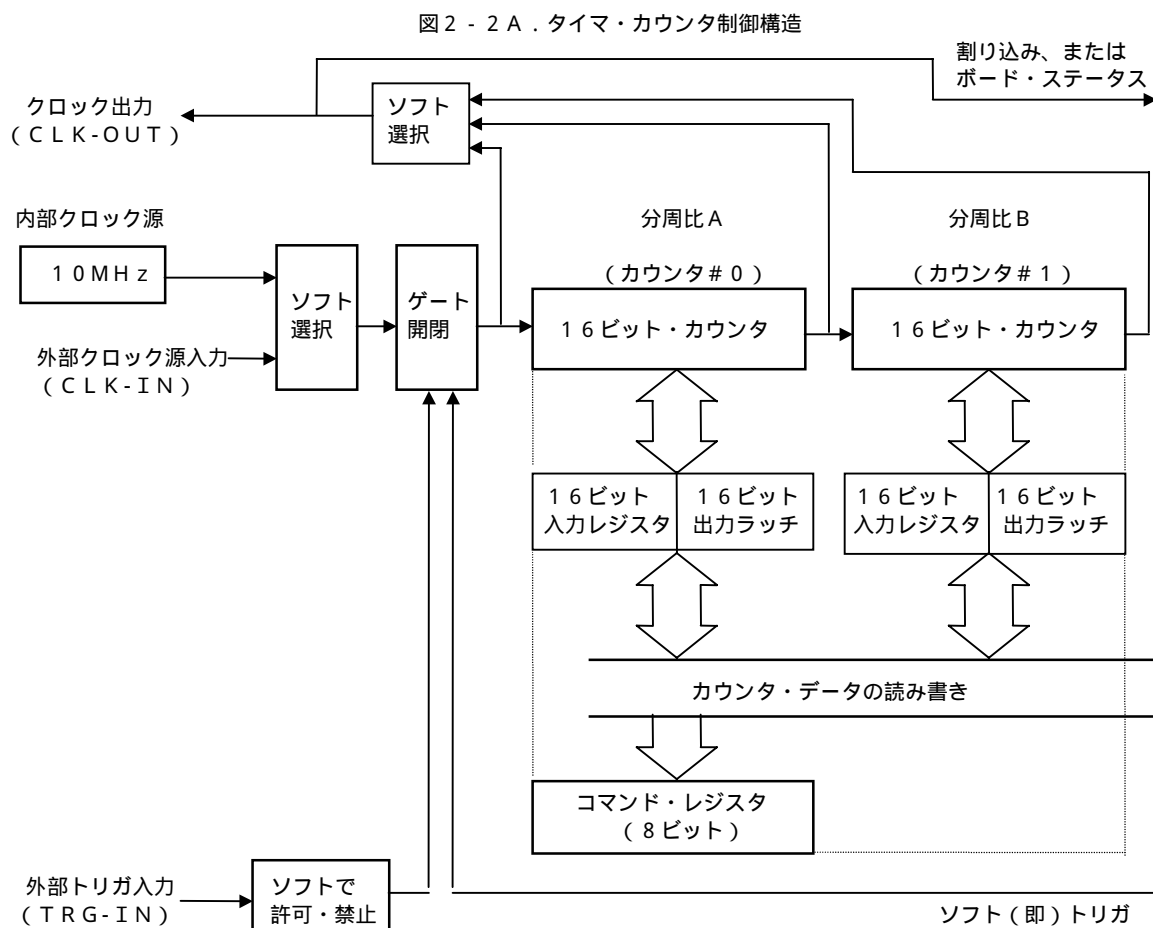 図2-2A.タイマ・カウンタ制御構造
割り込み、または
ボード・ステータス
クロック出力
(CLK-OUT)
ソフト
選択
内部クロック源
10MHz
外部クロック源入力
(CLK-IN)
ソフト
選択
ゲート
開閉
分周比A
(カウンタ#0)
16ビット・カウンタ
分周比B
(カウンタ#1)
16ビット・カウンタ
16ビット
入力レジスタ
16ビット
出力ラッチ
16ビット
入力レジスタ
16ビット
出力ラッチ
カウンタ・データの読み書き
コマンド・レジスタ
(8ビット)
外部トリガ入力
(TRG-IN)
ソフトで
許可・禁止
ソフト(即)トリガ